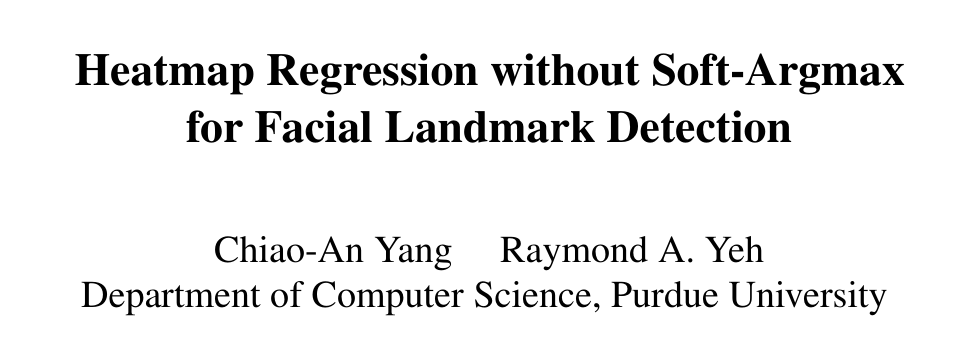 Heatmap Regression without Soft-Argmax
for Facial Landmark Detection
Chiao-An Yang Raymond A. Yeh
Department of Computer Science, Purdue University